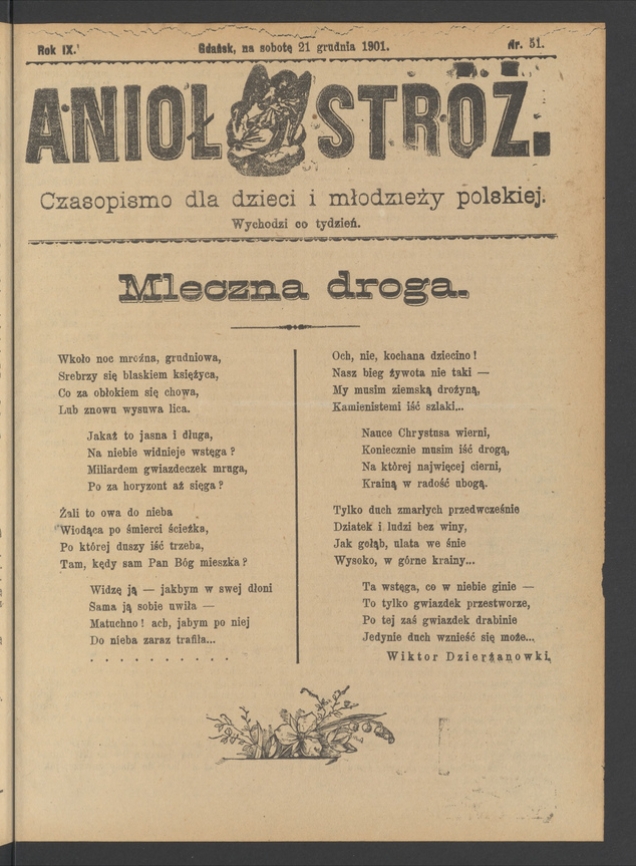 Rok IX.
Gdańsk, na sobotę 21 grudnia 1901.
Nr. 51.
ANIOŁ STRÓŻ.
Czasopismo dla dzieci i młodzieży polskiej.
Wychodzi co tydzień.
Mleczna droga.
Wkoło noc mroźna, grudniowa,
Srebrzy się blaskiem księżyca,
Co za obłokiem się chowa,
Lub znowu wysuwa lica.
Jakaż to jasna i długa,
Na niebie widnieje wstęga?
Miliardem gwiazdeczek mruga,
Po za horyzont aż sięga?
Żali to owa do nieba
Wiodąca po śmierci ścieżka,
Po której duszy iść trzeba,
Tam, kędy sam Pan Bóg mieszka?
Widzę ją — jakbym w swej dłoni
Sama ją sobie uwiła —
Matuchno! ach, jabym po niej
Do nieba zaraz trafiła...
. . . . . . . . . . .
Och, nie, kochana dziecino!
Nasz bieg żywota nie taki —
My musim ziemską drożyną,
Kamienistemi iść szlaki...
Nauce Chrystusa wierni,
Koniecznie musim iść drogą,
Na której najwięcej cierni,
Krainą w radość ubogą.
Tylko duch zmarłych przedwcześnie
Dziatek i ludzi bez winy,
Jak gołąb, ulata we śnie
Wysoko, w górne krainy...
Ta wstęga, co w niebie ginie —
To tylko gwiazdek przestworze,
Po tej zaś gwiazdek drabinie
Jedynie duch wznieść się może...
Wiktor Dzierżanowki.